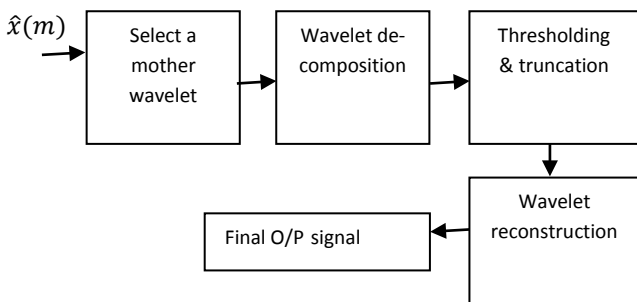 x̂(m)
Select a
mother
wavelet
Wavelet de-
composition
Thresholding
& truncation
Wavelet
reconstruction
Final O/P signal